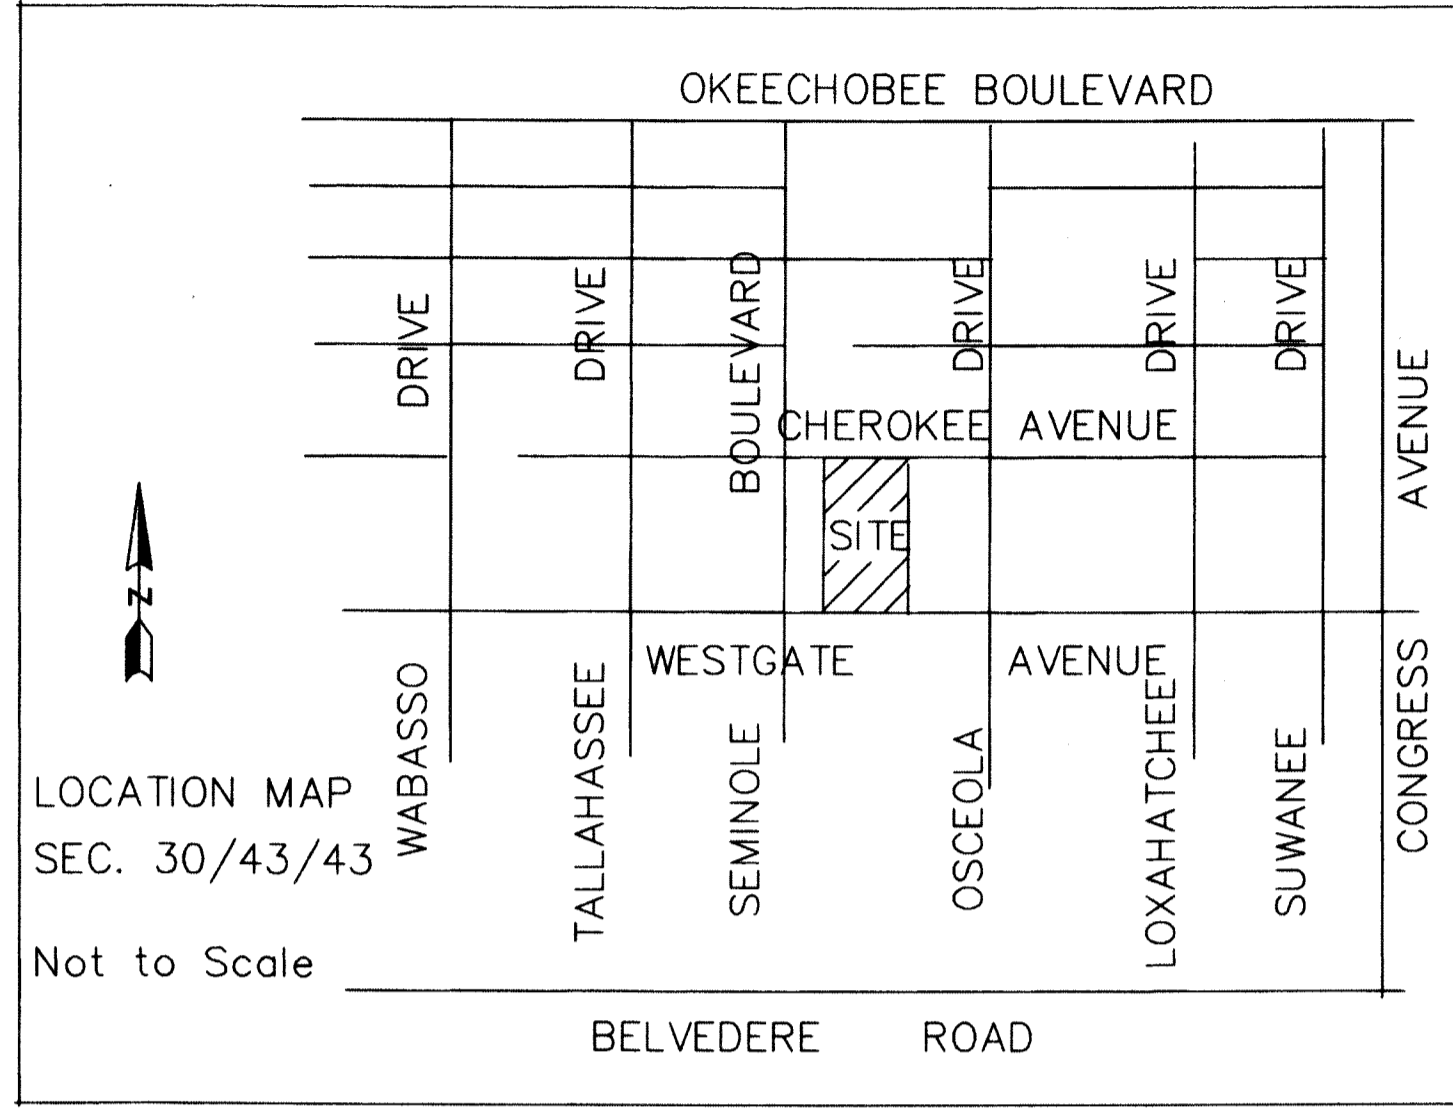 OKEECHOBEE BOULEVARD
WABASSO DRIVE
TALLAHASSEE DRIVE
SEMINOLE BOULEVARD
OSCEOLA DRIVE
LOXAHATCHEE DRIVE
SUWANEE DRIVE
CONGRESS AVENUE
CHEROKEE AVENUE
SITE
N
WESTGATE AVENUE
LOCATION MAP
SEC. 30/43/43
Not to Scale
BELVEDERE ROAD